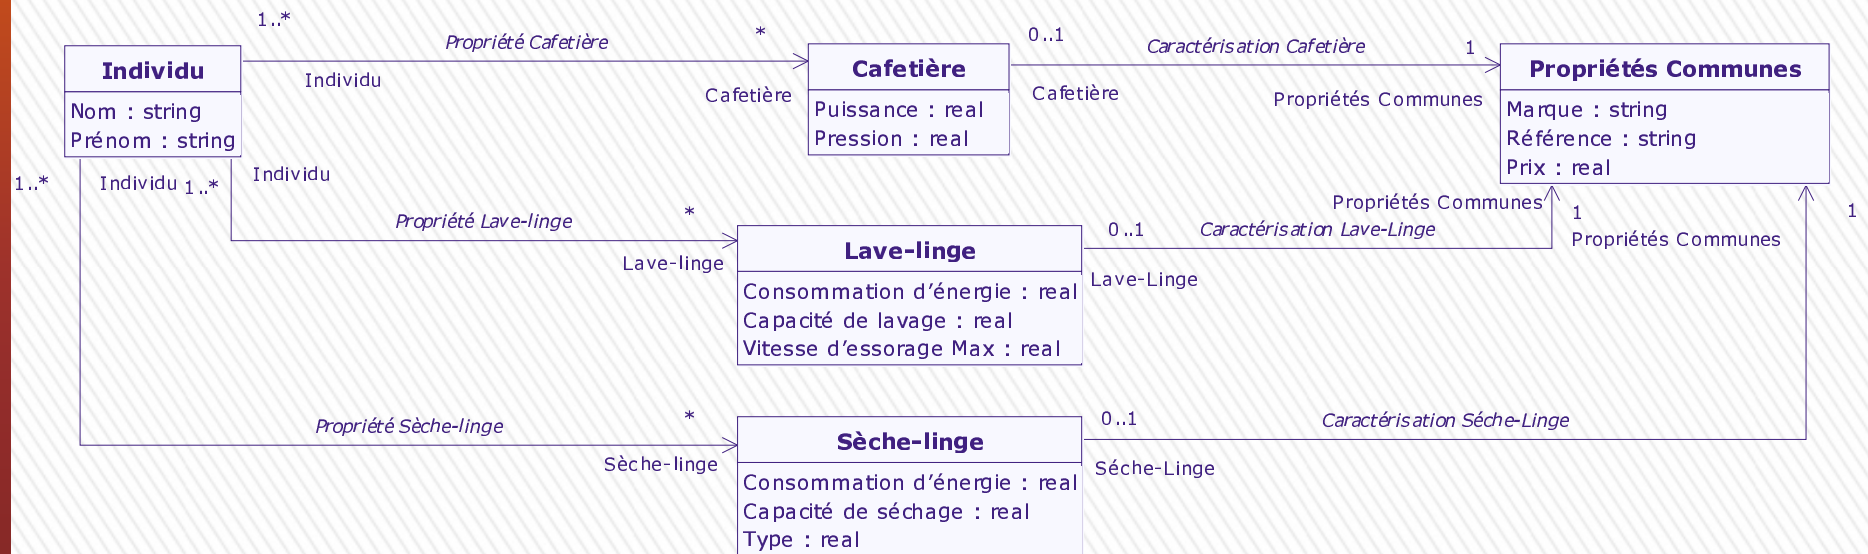 1..*
Propriété Cafetière
*
Individu
Cafetière
Individu
Nom : string
Prénom : string
Cafetière
Puissance : real
Pression : real
0..1
Caractérisation Cafetière
1
Cafetière
Propriétés Communes
Propriétés Communes
Marque : string
Référence : string
Prix : real
1..*
Individu
1..*
Individu
Propriété Lave-linge
*
Lave-linge
Lave-linge
Consommation d'énergie : real
Capacité de lavage : real
Vitesse d'essorage Max : real
0..1
Caractérisation Lave-Linge
Lave-Linge
Propriétés Communes
1
Propriétés Communes
1
Propriété Sèche-linge
*
Sèche-linge
Sèche-linge
Consommation d'énergie : real
Capacité de séchage : real
Type : real
0..1
Caractérisation Séche-Linge
Séche-Linge